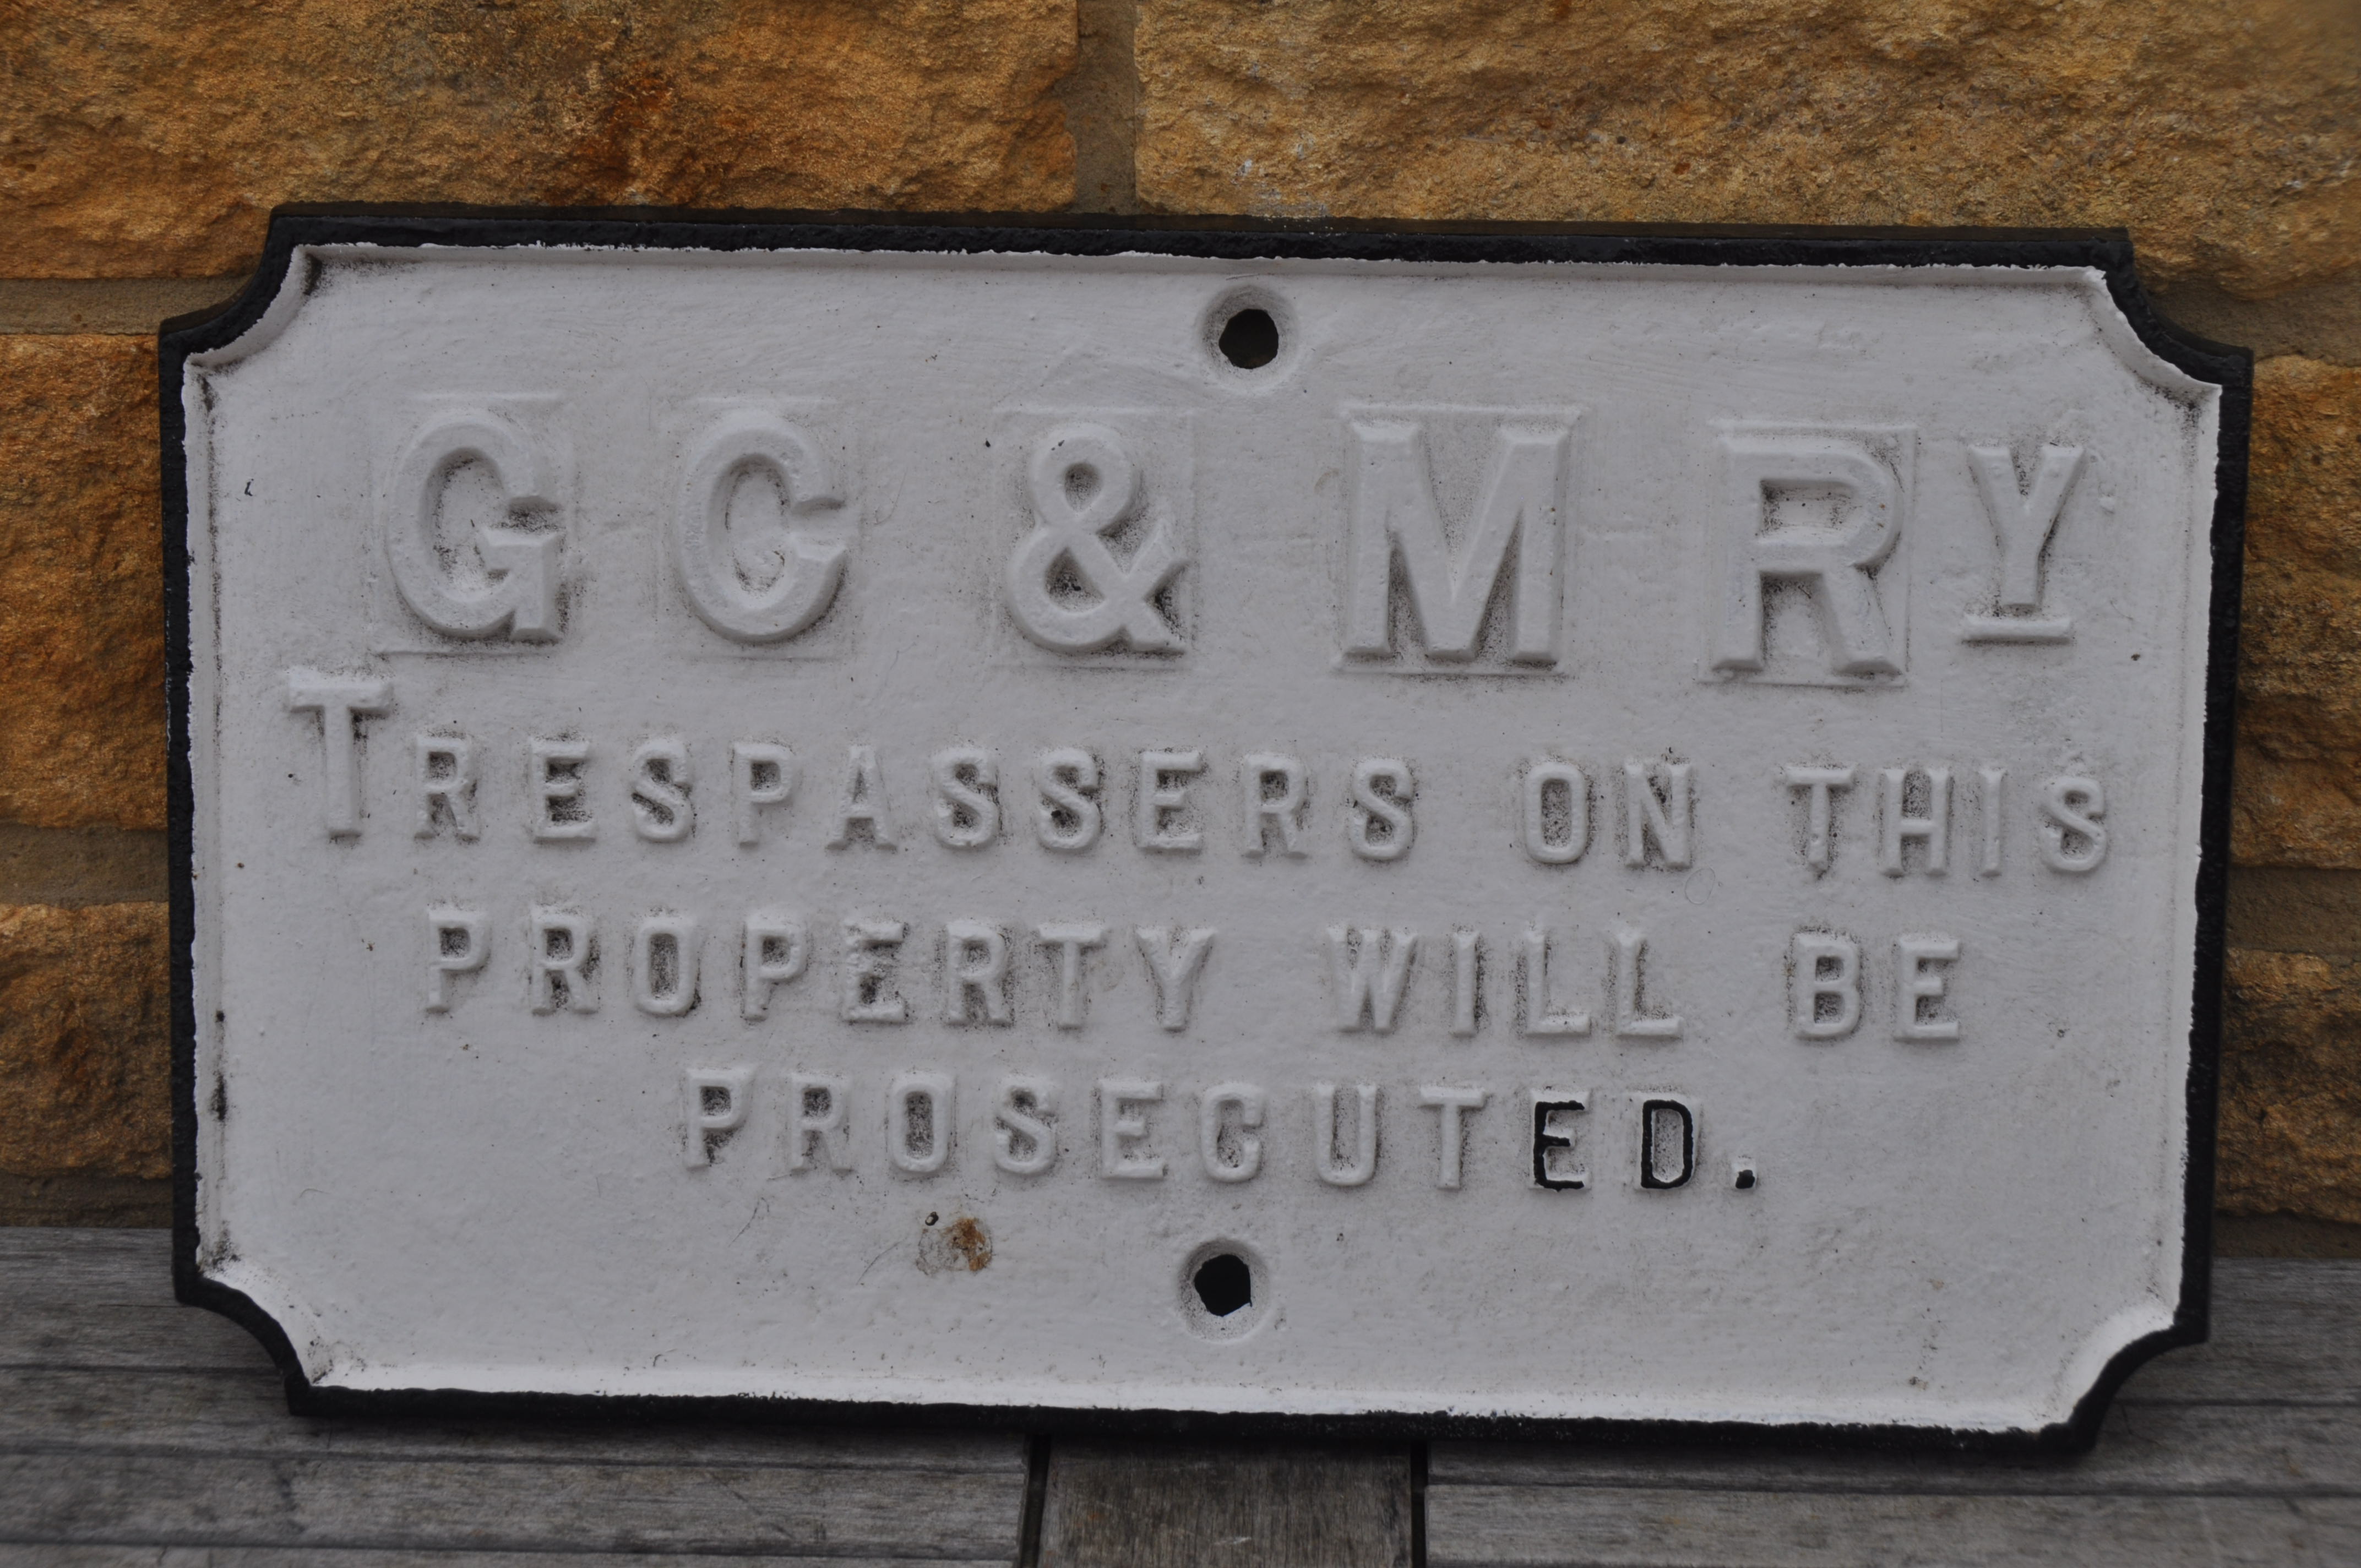 GC & M RY
TRESPASSERS ON THIS
PROPERTY WILL BE
PROSECUTED.